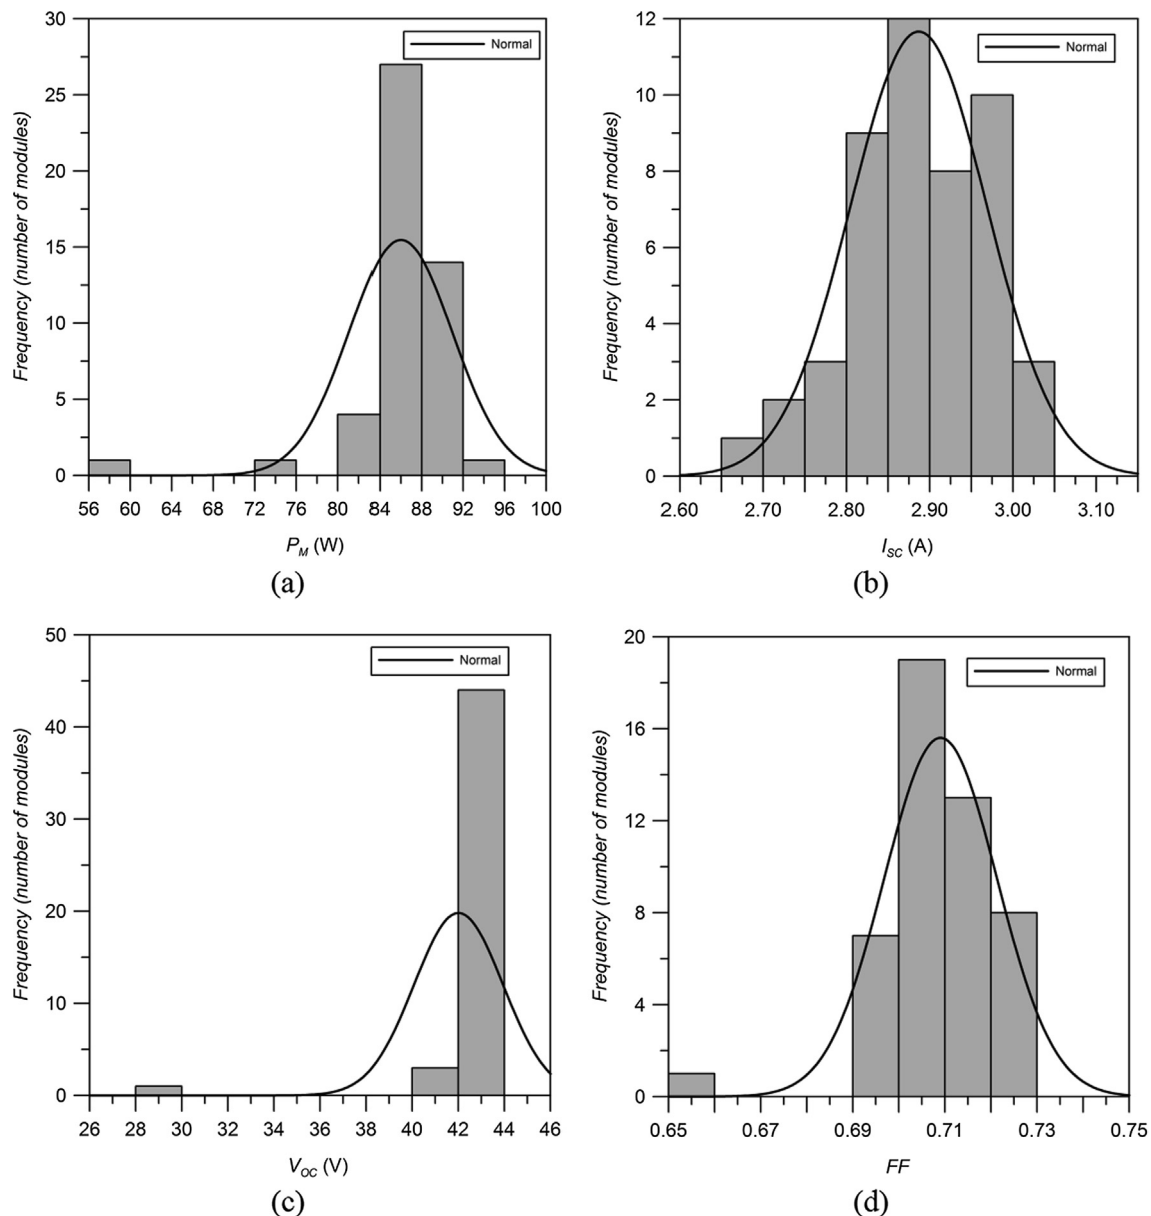 30
25
20
15
10
5
0
Frequency (number of modules)
Normal
56 60 64 68 72 76 80 84 88 92 96 100
P_M (W)
(a)
12
10
8
6
4
2
0
Frequency (number of modules)
Normal
2.60 2.70 2.80 2.90 3.00 3.10
I_SC (A)
(b)
50
40
30
20
10
0
Frequency (number of modules)
Normal
26 28 30 32 34 36 38 40 42 44 46
V_OC (V)
(c)
20
16
12
8
4
0
Frequency (number of modules)
Normal
0.65 0.67 0.69 0.71 0.73 0.75
FF
(d)